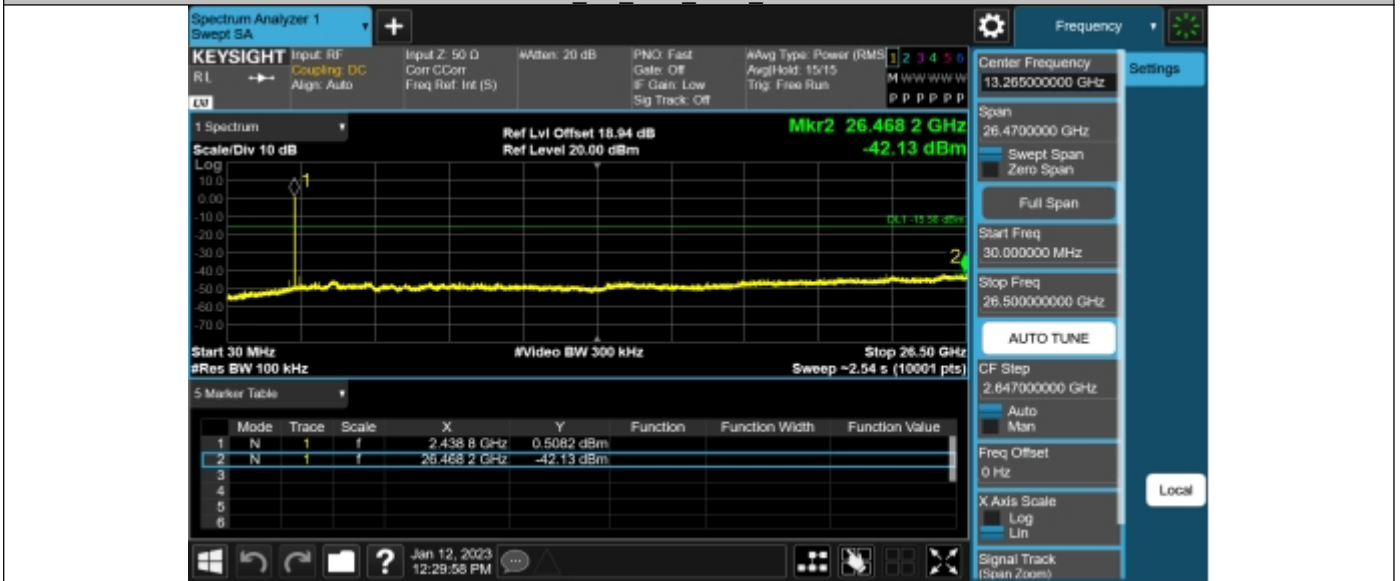 Spectrum Analyzer 1
Swept SA
+
Frequency
KEYSIGHT
RL
LXI
Input: RF
Coupling: DC
Align: Auto
Input Z: 50 Ω
Corr CCorr
Freq Ref: Int (S)
#Atten: 20 dB
PNO: Fast
Gate: Off
IF Gain: Low
Sig Track: Off
#Avg Type: Power (RMS
Avg|Hold: 15/15
Trig: Free Run
1 2 3 4 5 6
M W W W W W
P P P P P P
1 Spectrum
Scale/Div 10 dB
Ref Lvl Offset 18.94 dB
Ref Level 20.00 dBm
Mkr2 26.468 2 GHz
-42.13 dBm
Log
10.0
0.00
-10.0
-20.0
-30.0
-40.0
-50.0
-60.0
-70.0
1
DL1 -15.58 dBm
2
Start 30 MHz
#Res BW 100 kHz
#Video BW 300 kHz
Stop 26.50 GHz
Sweep ~2.54 s (10001 pts)
5 Marker Table
Mode Trace Scale X Y Function Function Width Function Value
1 N 1 f 2.438 8 GHz 0.5082 dBm
2 N 1 f 26.468 2 GHz -42.13 dBm
3
4
5
6
? Jan 12, 2023
12:29:58 PM
Center Frequency
13.265000000 GHz
Settings
Span
26.4700000 GHz
Swept Span
Zero Span
Full Span
Start Freq
30.000000 MHz
Stop Freq
26.500000000 GHz
AUTO TUNE
CF Step
2.647000000 GHz
Auto
Man
Freq Offset
0 Hz
X Axis Scale
Log
Lin
Local
Signal Track
(Span Zoom)